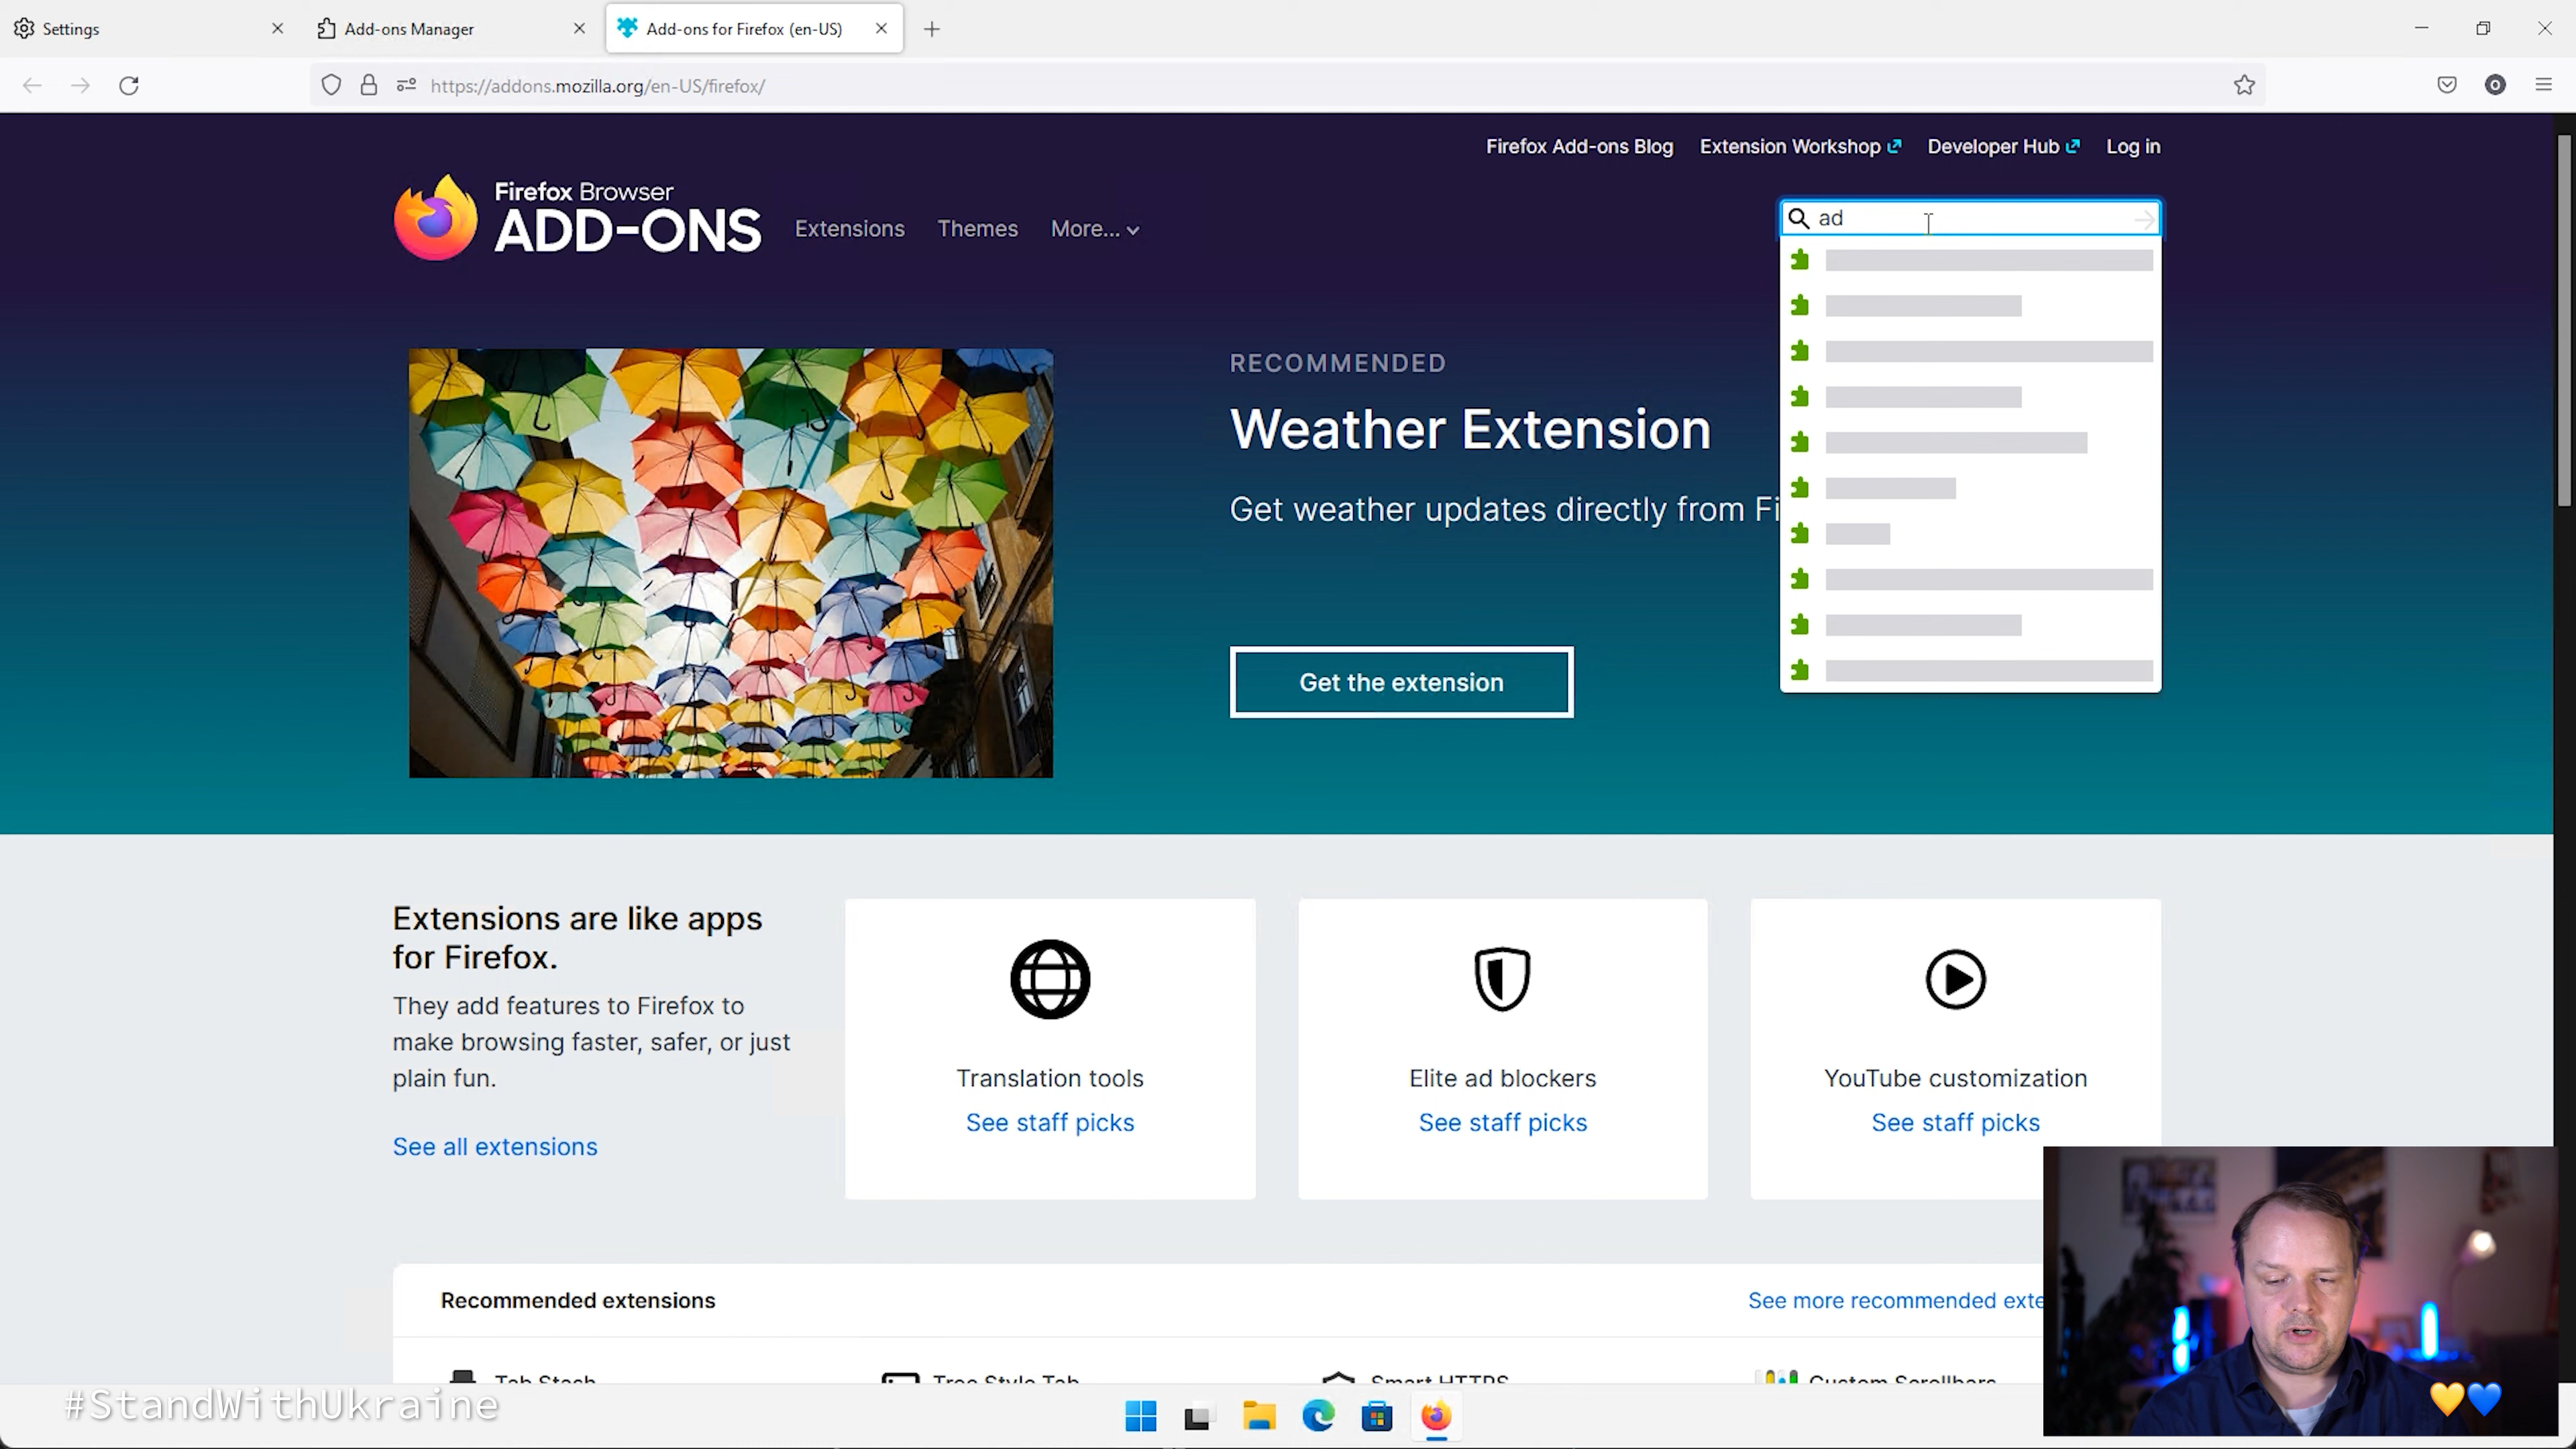 Settings
Add-ons Manager
Add-ons for Firefox (en-US)
https://addons.mozilla.org/en-US/firefox/
Firefox Add-ons Blog Extension Workshop Developer Hub Log in
Firefox Browser
ADD-ONS
Extensions Themes More...
ad
RECOMMENDED
Weather Extension
Get weather updates directly from Fi
Get the extension
Extensions are like apps
for Firefox.
They add features to Firefox to
make browsing faster, safer, or just
plain fun.
See all extensions
Translation tools
See staff picks
Elite ad blockers
See staff picks
YouTube customization
See staff picks
Recommended extensions
See more recommended exte
Tab Stash
Tree Style Tab
Smart HTTPS
Custom Scrollbars
#StandWithUkraine